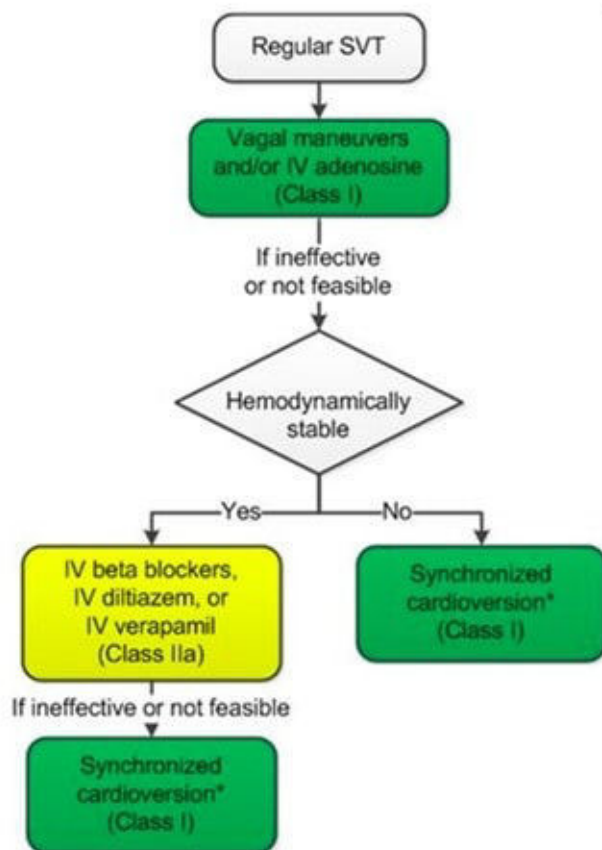 Regular SVT
Vagal maneuvers
and/or IV adenosine
(Class I)
If ineffective
or not feasible
Hemodynamically
stable
Yes
No
IV beta blockers,
IV diltiazem, or
IV verapamil
(Class IIa)
Synchronized
cardioversion*
(Class I)
If ineffective or not feasible
Synchronized
cardioversion*
(Class I)